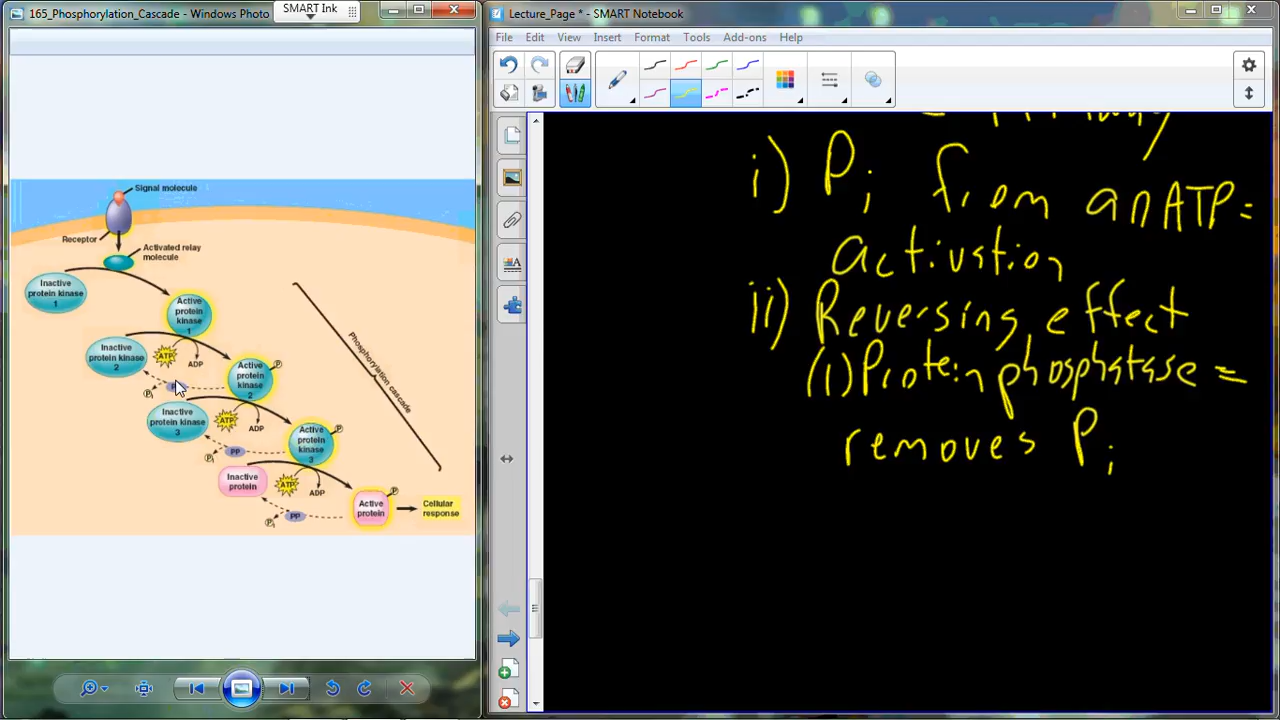 165_Phosphorylation_Cascade - Windows Photo
SMART Ink
Signal molecule
Receptor
Activated relay
molecule
Inactive
protein kinase
1
Active
protein
kinase
1
Inactive
protein kinase
2
ATP
ADP
Active
protein
kinase
2
P
Pi
Inactive
protein kinase
3
ATP
ADP
Active
protein
kinase
3
P
PP
Pi
Inactive
protein
ATP
ADP
Active
protein
P
PP
Pi
Cellular
response
Phosphorylation cascade
Lecture_Page * - SMART Notebook
File Edit View Insert Format Tools Add-ons Help
i) Pi from an ATP =
activation
ii) Reversing effect
(1) Protein phosphatase =
removes Pi